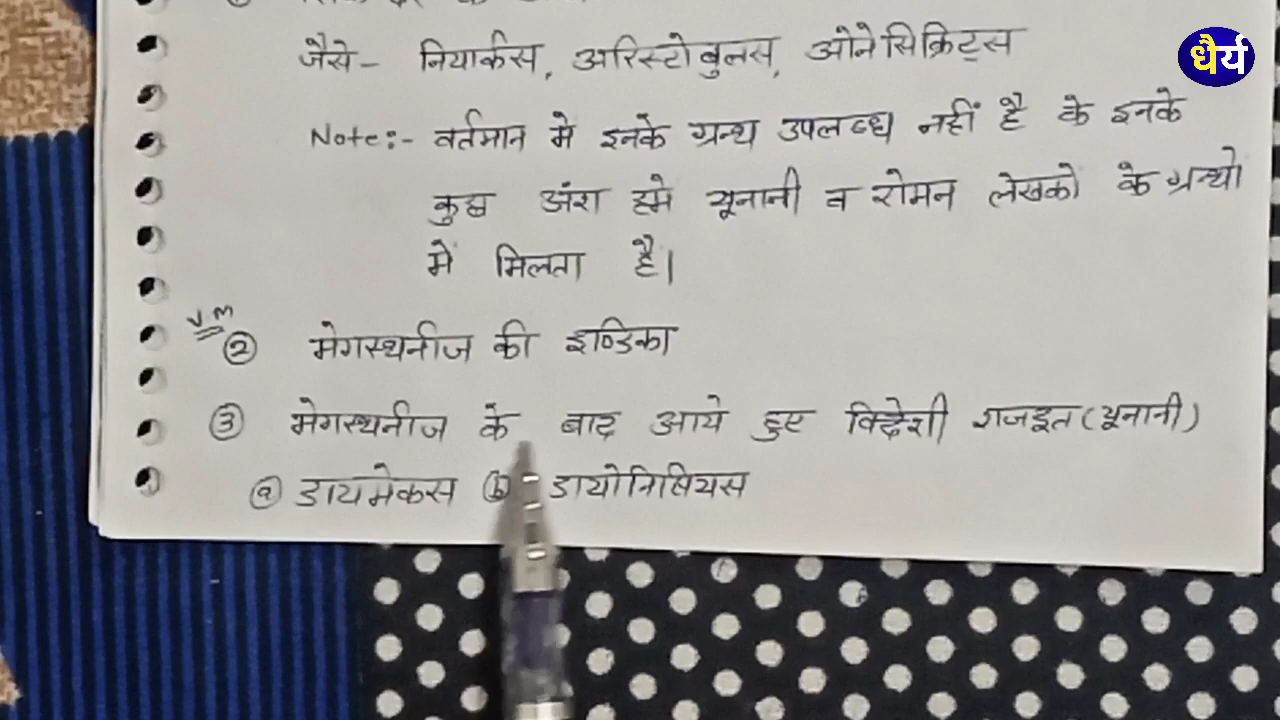 धैर्य
जैसे- नियार्कस, अरिस्टोबुलस, ओनेसिक्रिट्स
Note:- वर्तमान मे इनके ग्रन्थ उपलब्ध नहीं है के इनके
कुछ अंश हमे यूनानी व रोमन लेखको के ग्रन्थो
में मिलता है।
VM
② मेगस्थनीज की इण्डिका
③ मेगस्थनीज के बाद आये हुए विदेशी राजदूत (यूनानी)
ⓐ डायमेकस ⓑ डायोनिसियस